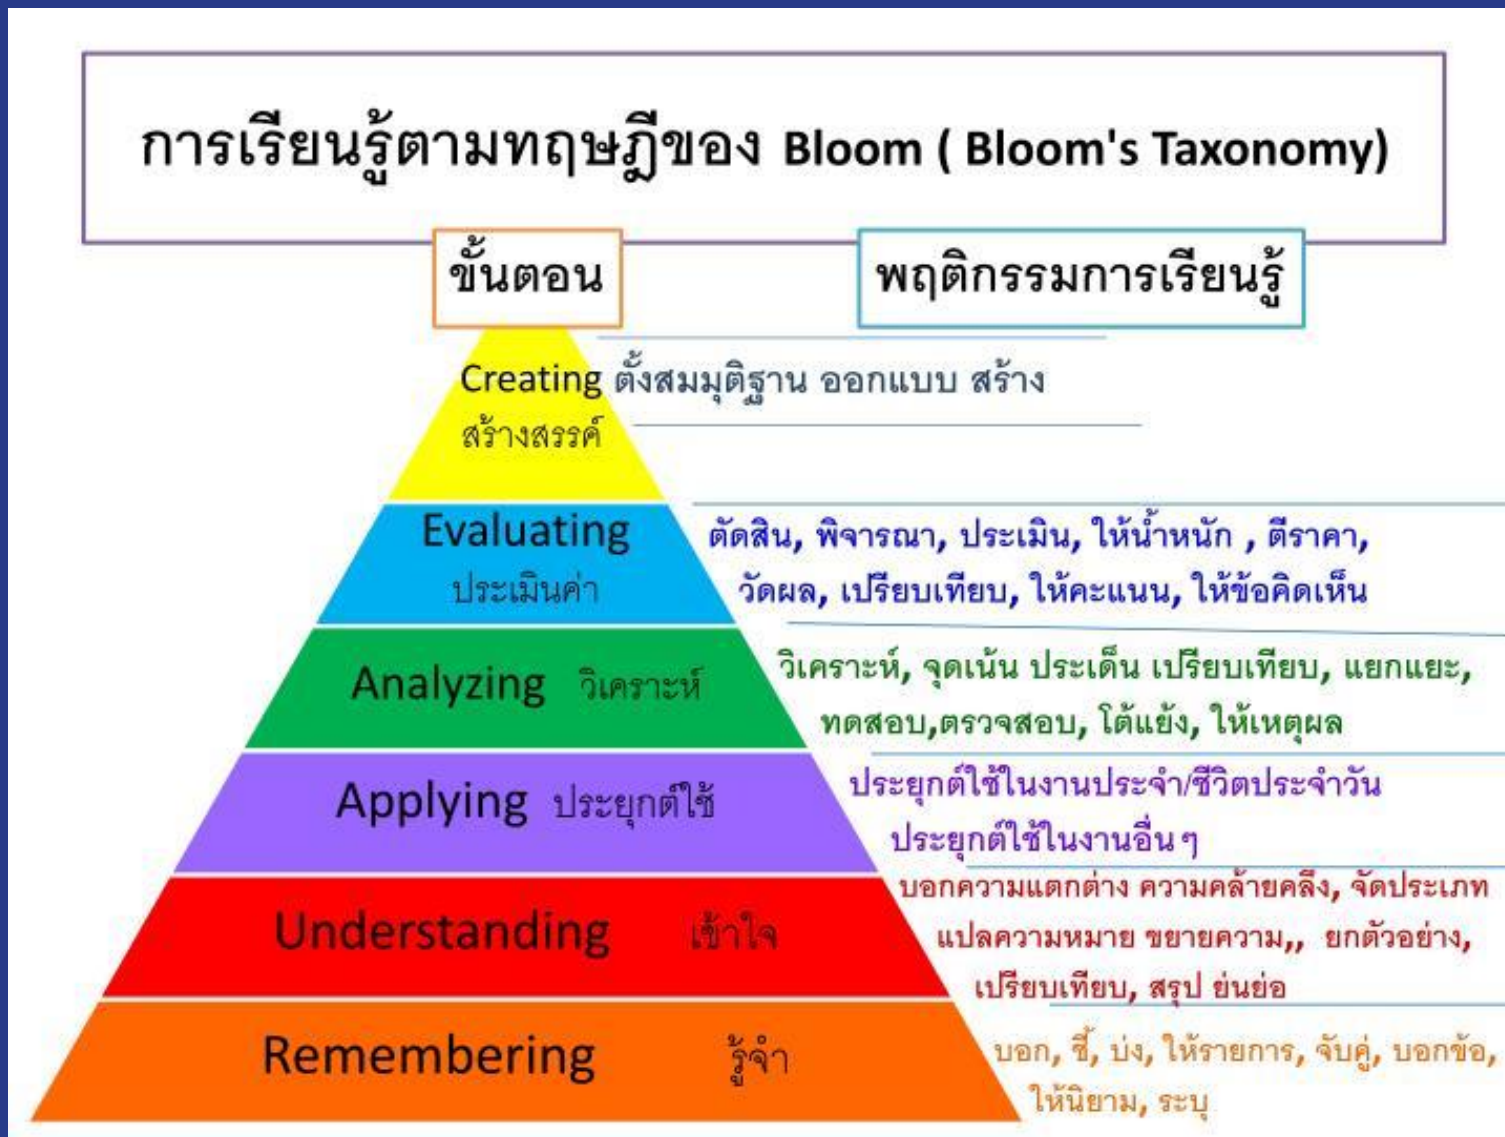 การเรียนรู้ตามทฤษฎีของ Bloom ( Bloom's Taxonomy)
ขั้นตอน
พฤติกรรมการเรียนรู้
Creating ตั้งสมมุติฐาน ออกแบบ สร้าง
สร้างสรรค์
Evaluating
ประเมินค่า
ตัดสิน, พิจารณา, ประเมิน, ให้น้ำหนัก , ตีราคา,
วัดผล, เปรียบเทียบ, ให้คะแนน, ให้ข้อคิดเห็น
Analyzing วิเคราะห์
วิเคราะห์, จุดเน้น ประเด็น เปรียบเทียบ, แยกแยะ,
ทดสอบ,ตรวจสอบ, โต้แย้ง, ให้เหตุผล
Applying ประยุกต์ใช้
ประยุกต์ใช้ในงานประจำ/ชีวิตประจำวัน
ประยุกต์ใช้ในงานอื่นๆ
Understanding เข้าใจ
บอกความแตกต่าง ความคล้ายคลึง, จัดประเภท
แปลความหมาย ขยายความ,, ยกตัวอย่าง,
เปรียบเทียบ, สรุป ย่นย่อ
Remembering รู้จำ
บอก, ชี้, บ่ง, ให้รายการ, จับคู่, บอกข้อ,
ให้นิยาม, ระบุ